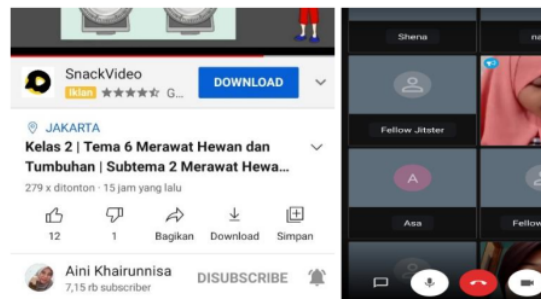 SnackVideo
Iklan G...
DOWNLOAD
JAKARTA
Kelas 2 | Tema 6 Merawat Hewan dan
Tumbuhan | Subtema 2 Merawat Hewa...
279 x ditonton · 15 jam yang lalu
12
1
Bagikan
Download
Simpan
Aini Khairunnisa
7,15 rb subscriber
DISUBSCRIBE
Shena
na
Fellow Jitster
A
Asa
Fellow